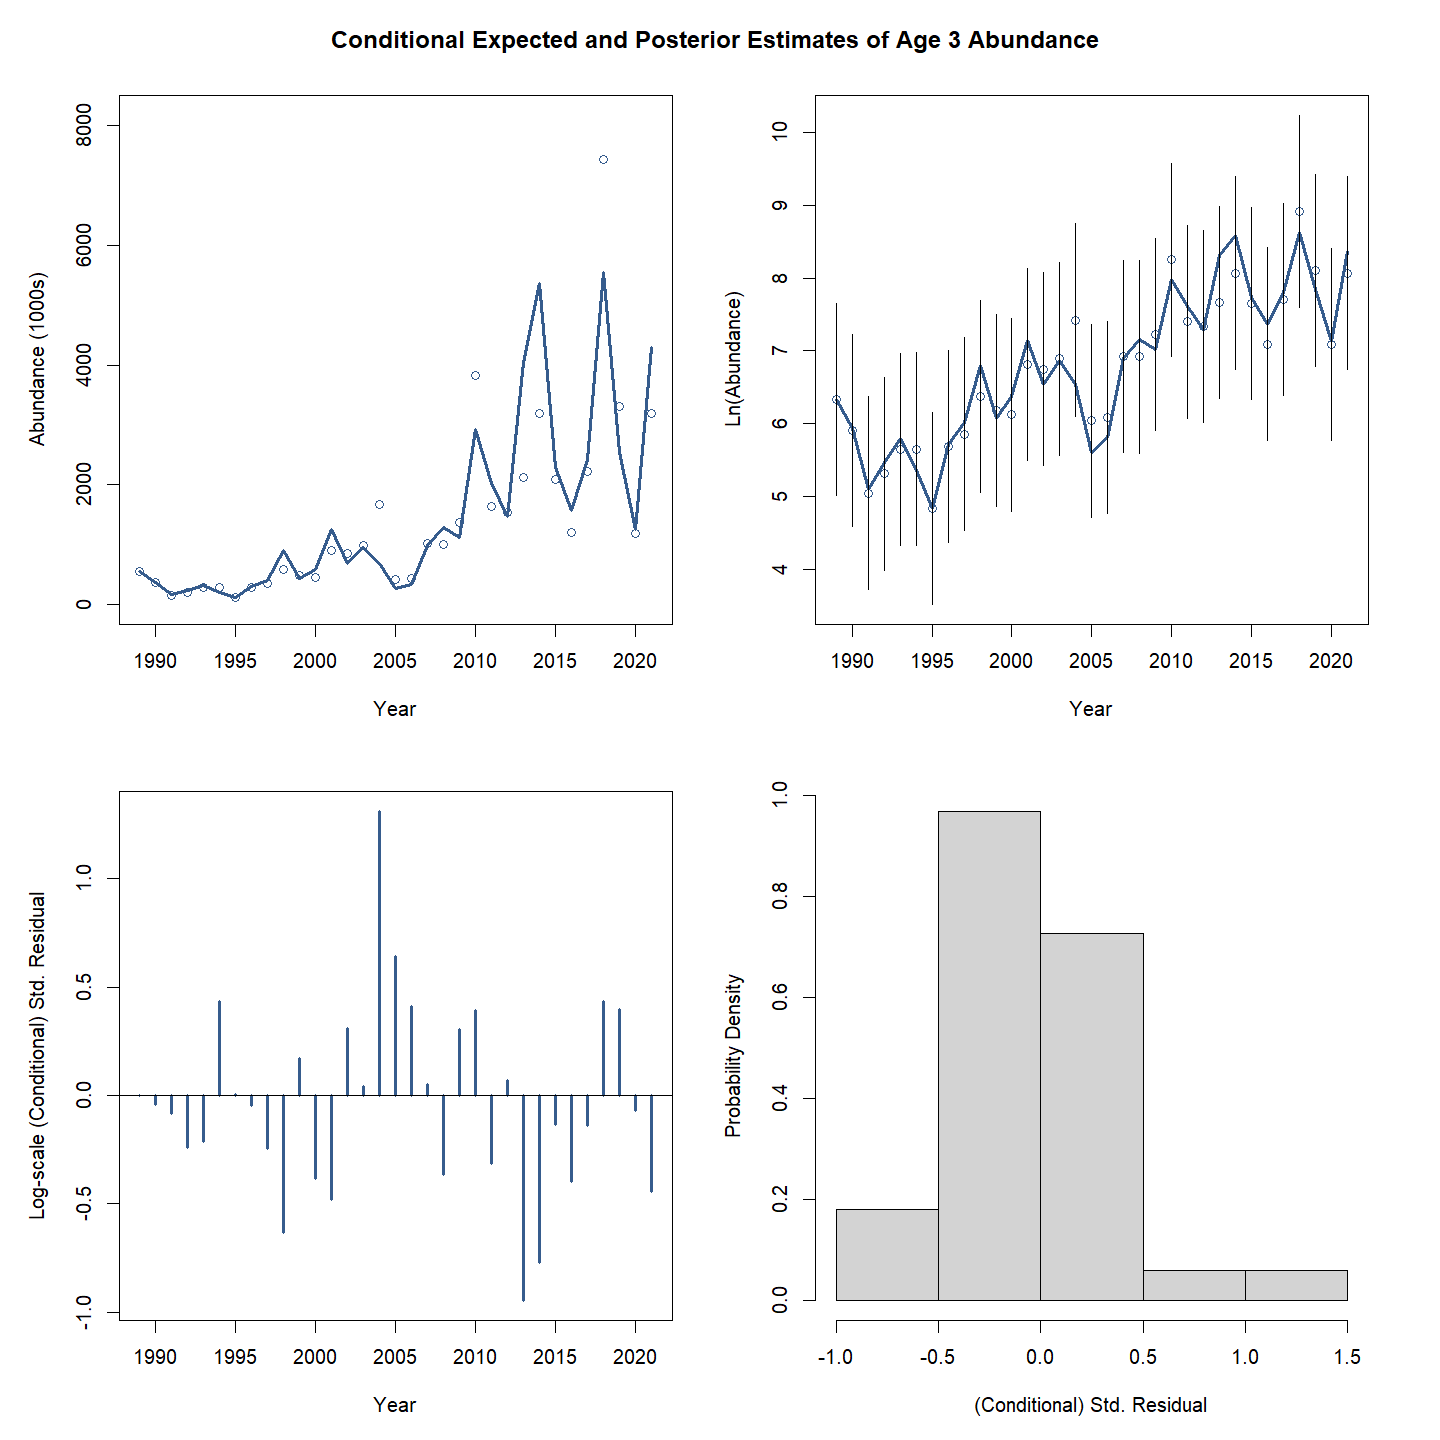 Conditional Expected and Posterior Estimates of Age 3 Abundance
Abundance (1000s)
8000
6000
4000
2000
0
1990 1995 2000 2005 2010 2015 2020
Year
Ln(Abundance)
10
9
8
7
6
5
4
1990 1995 2000 2005 2010 2015 2020
Year
Log-scale (Conditional) Std. Residual
1.0
0.5
0.0
-0.5
-1.0
1990 1995 2000 2005 2010 2015 2020
Year
Probability Density
1.0
0.8
0.6
0.4
0.2
0.0
-1.0 -0.5 0.0 0.5 1.0 1.5
(Conditional) Std. Residual